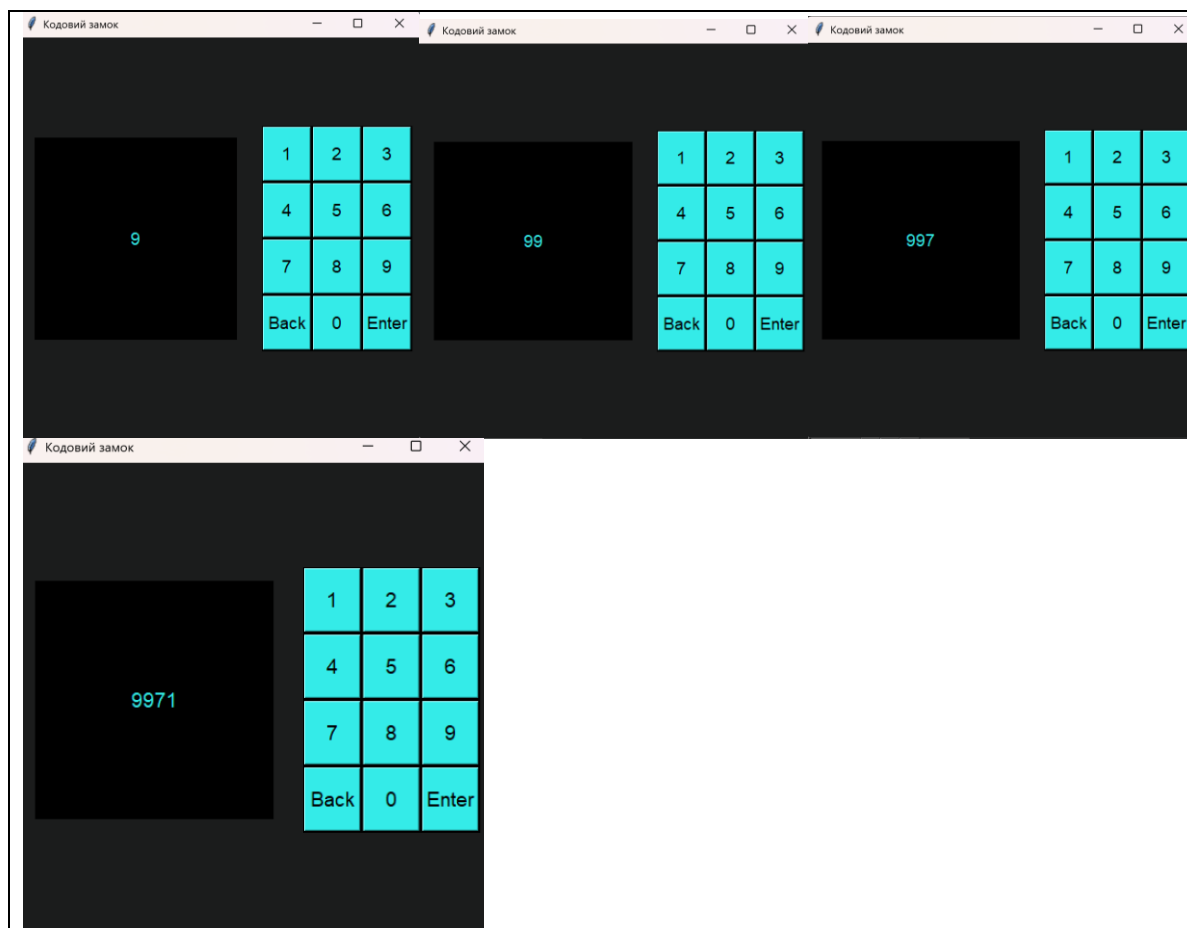 Кодовий замок
9
1 2 3
4 5 6
7 8 9
Back 0 Enter
Кодовий замок
99
1 2 3
4 5 6
7 8 9
Back 0 Enter
Кодовий замок
997
1 2 3
4 5 6
7 8 9
Back 0 Enter
Кодовий замок
9971
1 2 3
4 5 6
7 8 9
Back 0 Enter